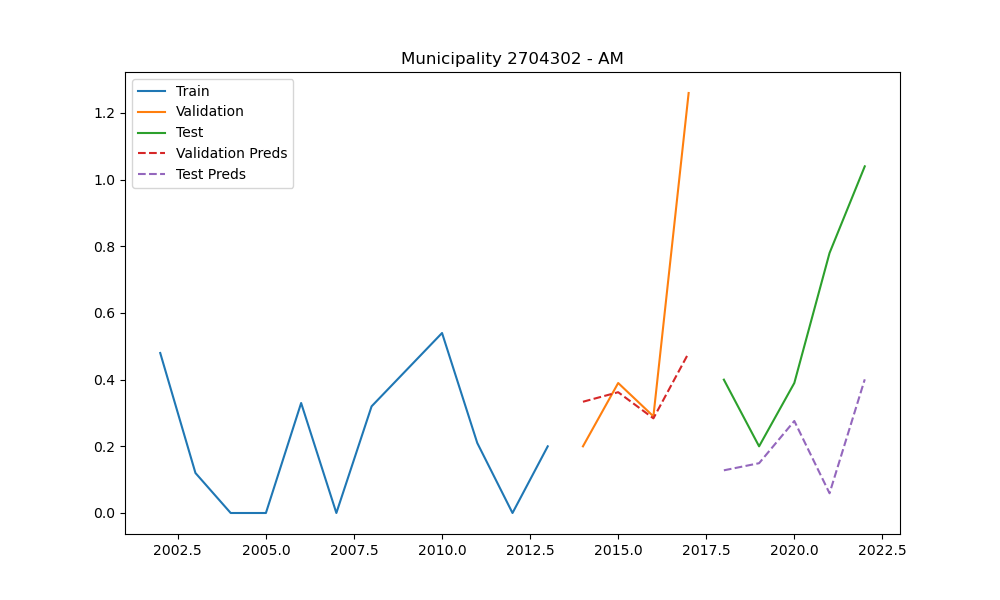 Municipality 2704302 - AM
Train
Validation
Test
Validation Preds
Test Preds
1.2
1.0
0.8
0.6
0.4
0.2
0.0
2002.5 2005.0 2007.5 2010.0 2012.5 2015.0 2017.5 2020.0 2022.5